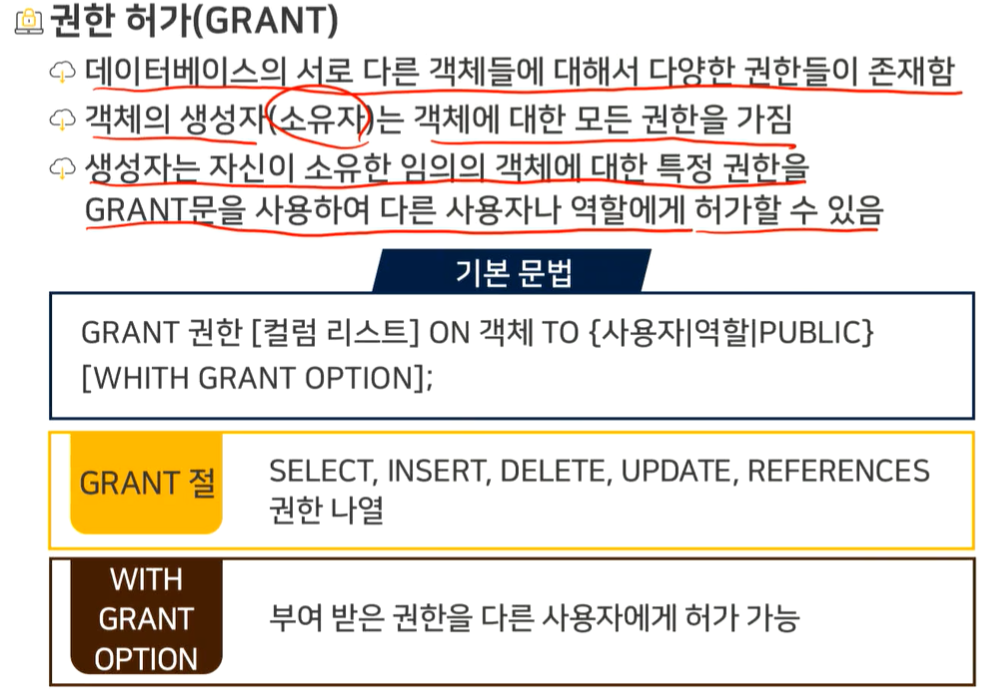 권한 허가(GRANT)
데이터베이스의 서로 다른 객체들에 대해서 다양한 권한들이 존재함
객체의 생성자(소유자)는 객체에 대한 모든 권한을 가짐
생성자는 자신이 소유한 임의의 객체에 대한 특정 권한을
GRANT문을 사용하여 다른 사용자나 역할에게 허가할 수 있음
기본 문법
GRANT 권한 [컬럼 리스트] ON 객체 TO {사용자|역할|PUBLIC}
[WHITH GRANT OPTION];
GRANT 절
SELECT, INSERT, DELETE, UPDATE, REFERENCES
권한 나열
WITH
GRANT
OPTION
부여 받은 권한을 다른 사용자에게 허가 가능